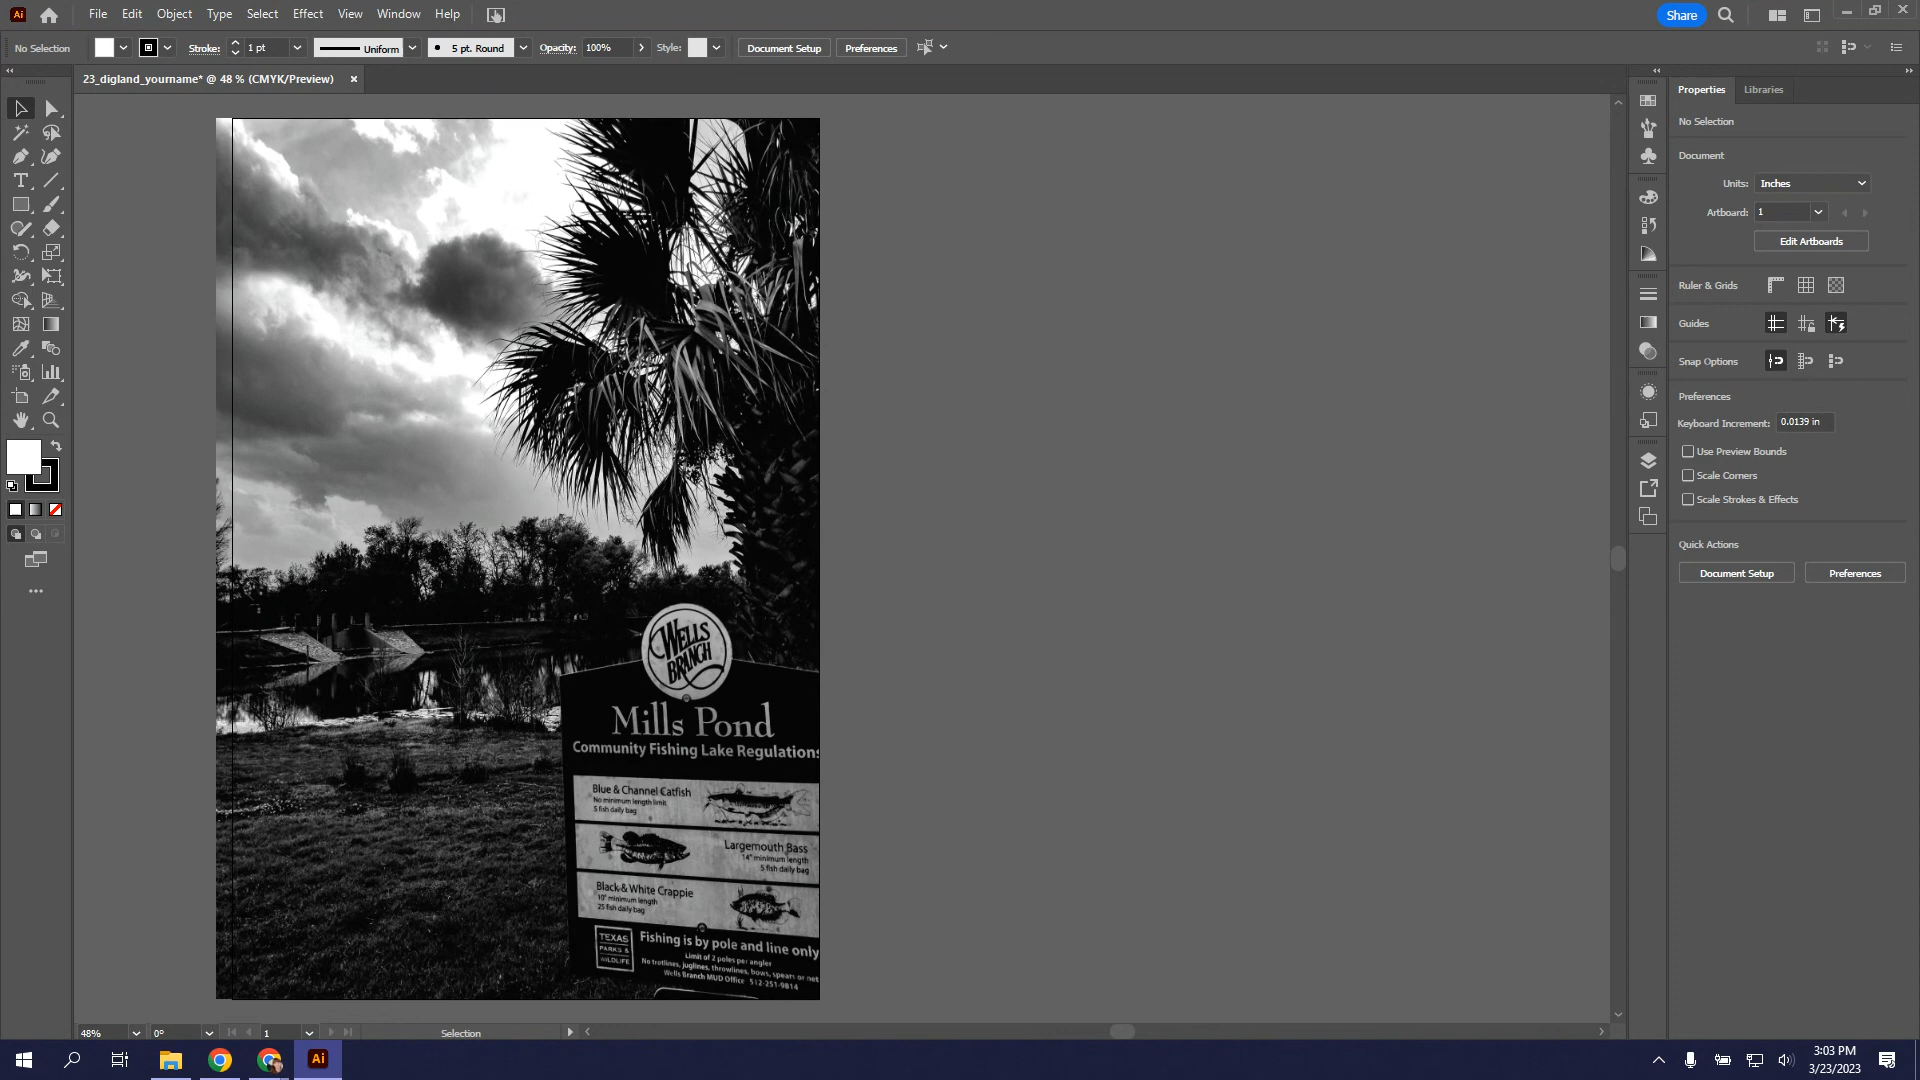 File Edit Object Type Select Effect View Window Help
Share
No Selection
Stroke: 1 pt
Uniform
5 pt. Round
Opacity: 100%
Style:
Document Setup
Preferences
23_digland_yourname* @ 48 % (CMYK/Preview)
WELLS
BRANCH
Mills Pond
Community Fishing Lake Regulations
Blue & Channel Catfish
No minimum length limit
5 fish daily bag
Largemouth Bass
14" minimum length
5 fish daily bag
Black & White Crappie
10" minimum length
25 fish daily bag
TEXAS
PARKS &
WILDLIFE
Fishing is by pole and line only
Limit of 2 poles per angler
No trotlines, juglines, throwlines, bows, spears or net
Wells Branch MUD Office 512-251-9814
Properties
Libraries
No Selection
Document
Units: Inches
Artboard: 1
Edit Artboards
Ruler & Grids
Guides
Snap Options
Preferences
Keyboard Increment: 0.0139 in
Use Preview Bounds
Scale Corners
Scale Strokes & Effects
Quick Actions
Document Setup
Preferences
48%
0°
1
Selection
Ai
3:03 PM
3/23/2023